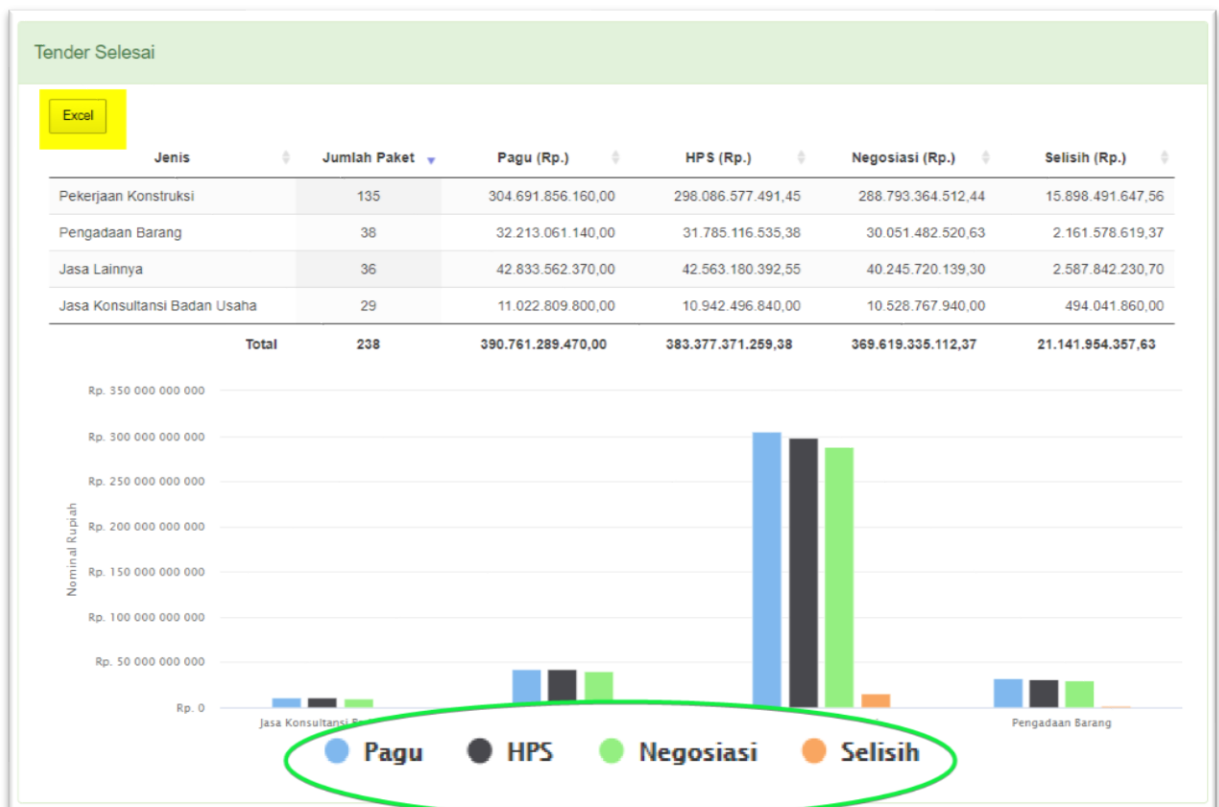 Tender Selesai
Excel
Jenis Jumlah Paket Pagu (Rp.) HPS (Rp.) Negosiasi (Rp.) Selisih (Rp.)
Pekerjaan Konstruksi 135 304.691.856.160,00 298.086.577.491,45 288.793.364.512,44 15.898.491.647,56
Pengadaan Barang 38 32.213.061.140,00 31.785.116.535,38 30.051.482.520,63 2.161.578.619,37
Jasa Lainnya 36 42.833.562.370,00 42.563.180.392,55 40.245.720.139,30 2.587.842.230,70
Jasa Konsultansi Badan Usaha 29 11.022.809.800,00 10.942.496.840,00 10.528.767.940,00 494.041.860,00
Total 238 390.761.289.470,00 383.377.371.259,38 369.619.335.112,37 21.141.954.357,63
Nominal Rupiah
Rp. 350 000 000 000
Rp. 300 000 000 000
Rp. 250 000 000 000
Rp. 200 000 000 000
Rp. 150 000 000 000
Rp. 100 000 000 000
Rp. 50 000 000 000
Rp. 0
Jasa Konsultansi Pengadaan Barang
Pagu HPS Negosiasi Selisih